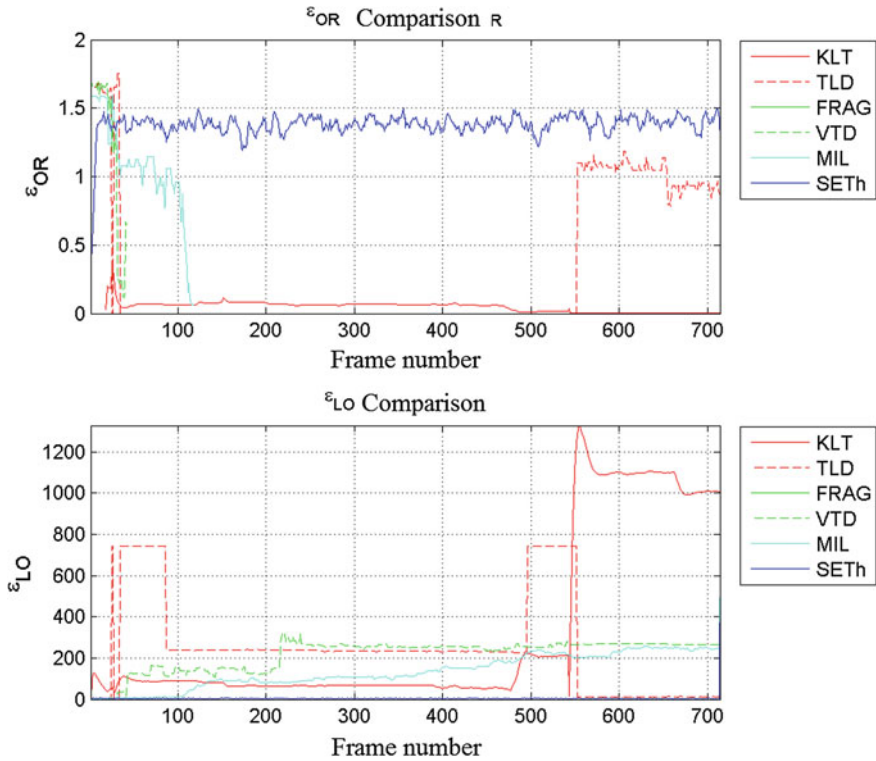 εOR Comparison R
2
1.5
1
0.5
0
εOR
100 200 300 400 500 600 700
Frame number
KLT
TLD
FRAG
VTD
MIL
SETh
εLO Comparison
1200
1000
800
600
400
200
0
εLO
100 200 300 400 500 600 700
Frame number
KLT
TLD
FRAG
VTD
MIL
SETh